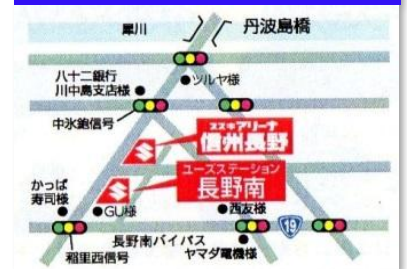 犀川
丹波島橋
八十二銀行
川中島支店様
ツルヤ様
中氷鉋信号
スズキアリーナ
信州長野
ユーズステーション
長野南
かっぱ
寿司様
GU様
西友様
19
長野南バイパス
ヤマダ電機様
稲里西信号